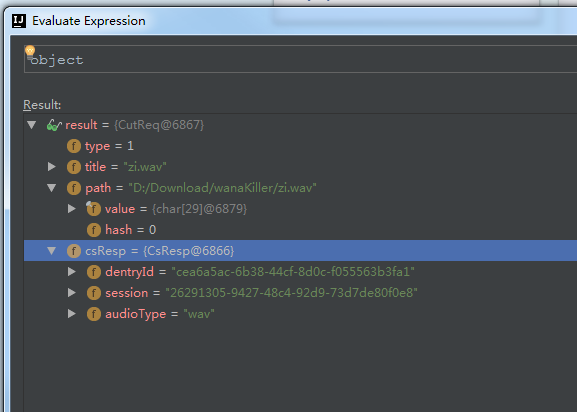 IJ Evaluate Expression
object
Result:
result = {CutReq@6867}
f type = 1
f title = "zi.wav"
f path = "D:/Download/wanaKiller/zi.wav"
f value = {char[29]@6879}
f hash = 0
f csResp = {CsResp@6866}
f dentryId = "cea6a5ac-6b38-44cf-8d0c-f055563b3fa1"
f session = "26291305-9427-48c4-92d9-73d7de80f0e8"
f audioType = "wav"